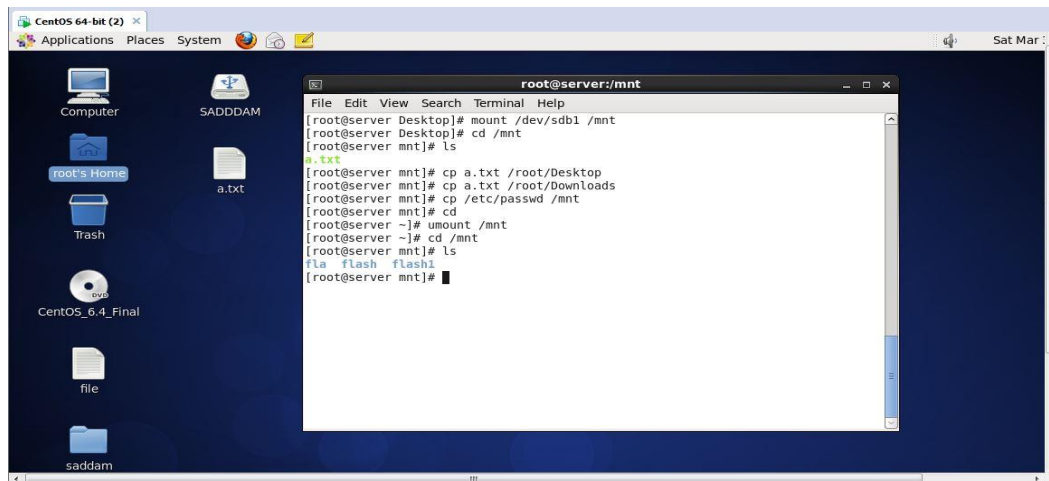 CentOS 64-bit (2) ×
Applications Places System
Sat Mar
Computer
SADDDAM
root's Home
a.txt
Trash
DVD
CentOS_6.4_Final
file
saddam
root@server:/mnt
File Edit View Search Terminal Help
[root@server Desktop]# mount /dev/sdb1 /mnt
[root@server Desktop]# cd /mnt
[root@server mnt]# ls
a.txt
[root@server mnt]# cp a.txt /root/Desktop
[root@server mnt]# cp a.txt /root/Downloads
[root@server mnt]# cp /etc/passwd /mnt
[root@server mnt]# cd
[root@server ~]# umount /mnt
[root@server ~]# cd /mnt
[root@server mnt]# ls
fla flash flash1
[root@server mnt]#